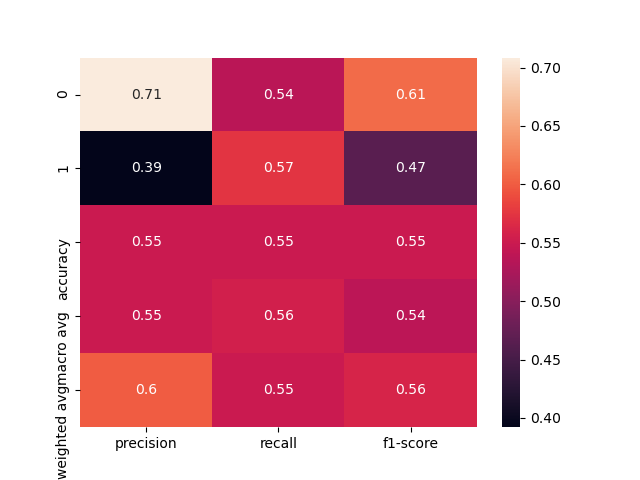 0 0.71 0.54 0.61
1 0.39 0.57 0.47
accuracy 0.55 0.55 0.55
macro avg 0.55 0.56 0.54
weighted avg 0.6 0.55 0.56
precision recall f1-score
0.70
0.65
0.60
0.55
0.50
0.45
0.40